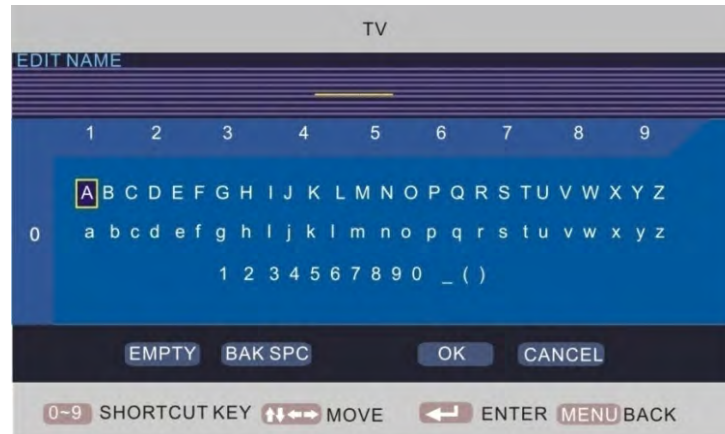 TV
EDIT NAME
1 2 3 4 5 6 7 8 9
A B C D E F G H I J K L M N O P Q R S T U V W X Y Z
0 a b c d e f g h l j k l m n o p q r s t u v w x y z
1 2 3 4 5 6 7 8 9 0 _ ( )
EMPTY BAK SPC OK CANCEL
0~9 SHORTCUT KEY MOVE ENTER MENU BACK